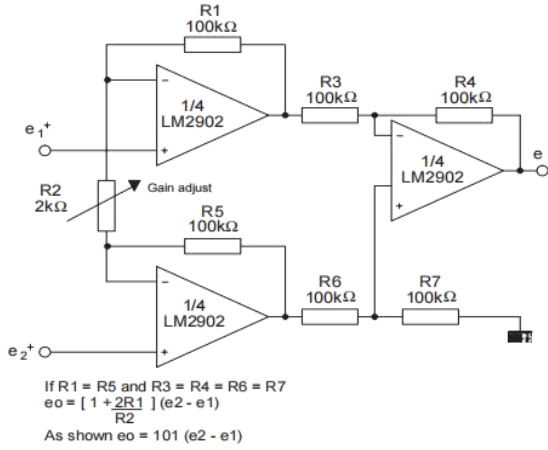 R1
100kΩ
R3
100kΩ
R4
100kΩ
1/4
LM2902
e1+
e
1/4
LM2902
R2
2kΩ
Gain adjust
R5
100kΩ
R6
100kΩ
R7
100kΩ
1/4
LM2902
e2+
If R1 = R5 and R3 = R4 = R6 = R7
eo = [ 1 + 2R1 ] (e2 - e1)
R2
As shown eo = 101 (e2 - e1)